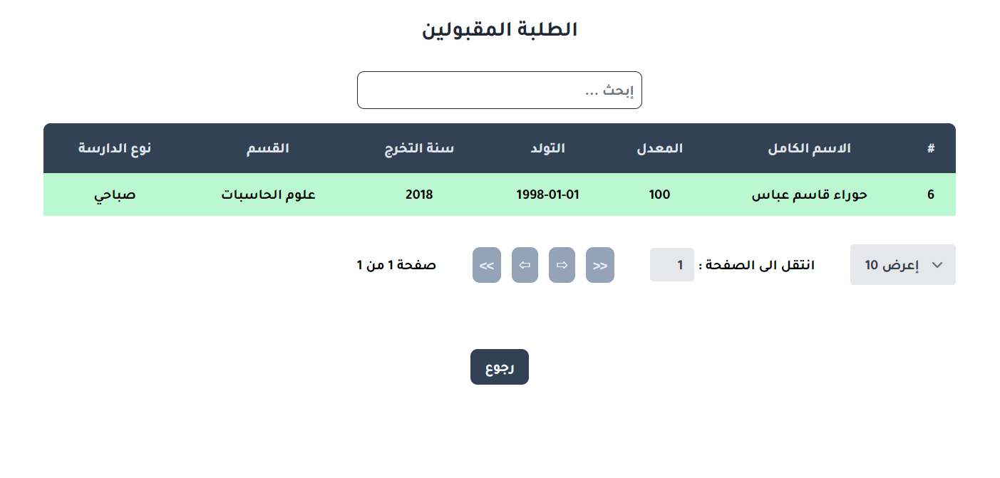 الطلبة المقبولين
إبحث ...
# الاسم الكامل المعدل التولد سنة التخرج القسم نوع الدارسة
6 حوراء قاسم عباس 100 1998-01-01 2018 علوم الحاسبات صباحي
إعرض 10 انتقل الى الصفحة : 1 << ⇨ ⇦ >> صفحة 1 من 1
رجوع